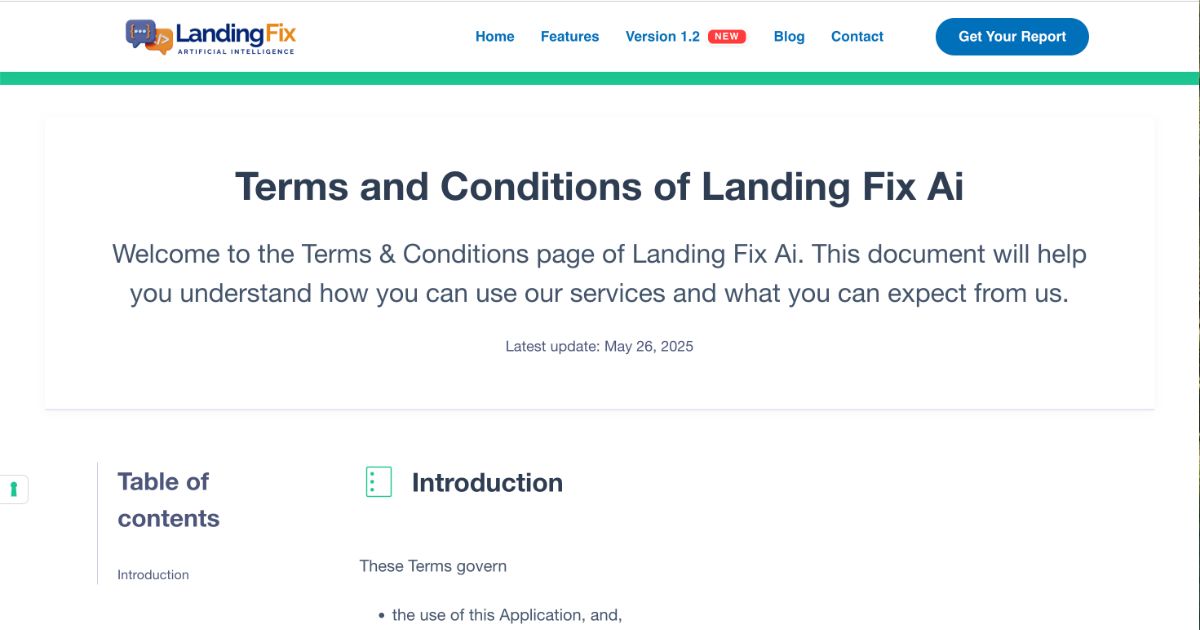 LandingFix
ARTIFICIAL INTELLIGENCE
Home Features Version 1.2 NEW Blog Contact Get Your Report
Terms and Conditions of Landing Fix Ai
Welcome to the Terms & Conditions page of Landing Fix Ai. This document will help
you understand how you can use our services and what you can expect from us.
Latest update: May 26, 2025
Table of
contents
Introduction
Introduction
These Terms govern
• the use of this Application, and,